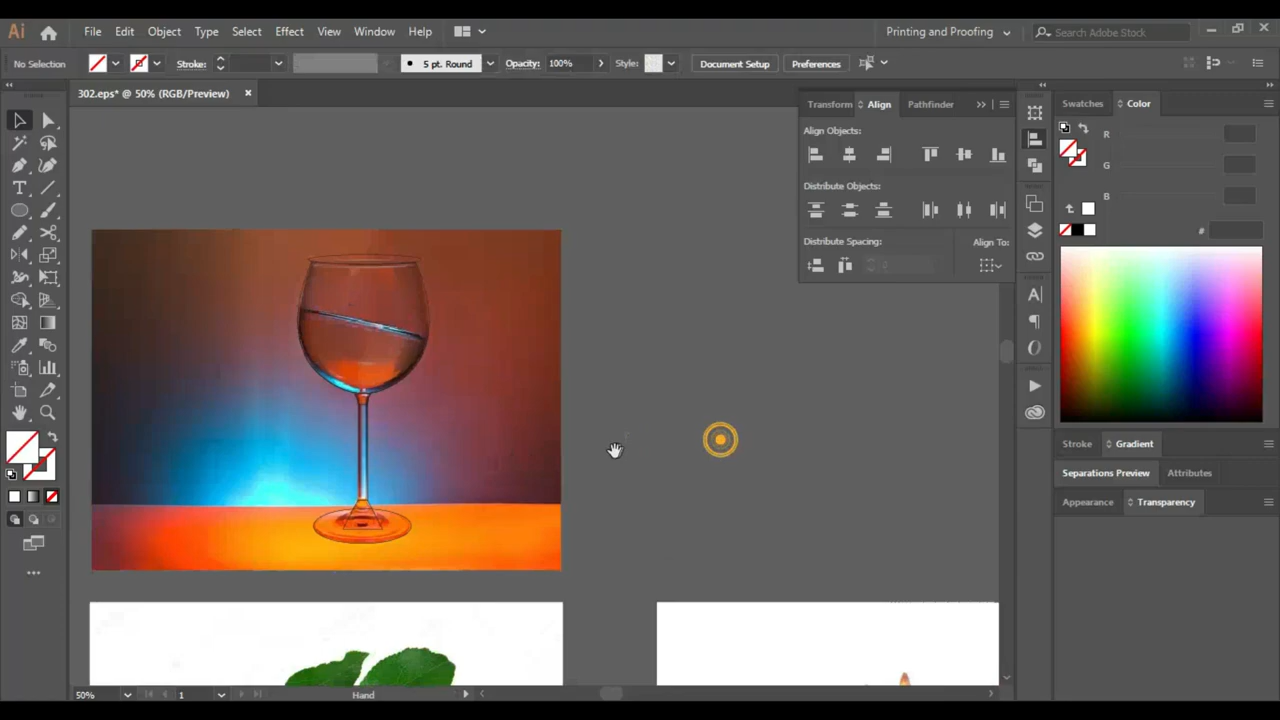 Ai File Edit Object Type Select Effect View Window Help Printing and Proofing Search Adobe Stock
No Selection Stroke: 5 pt. Round Opacity: 100% Style: Document Setup Preferences
302.eps* @ 50% (RGB/Preview) ×
Transform Align Pathfinder
Align Objects:
Distribute Objects:
Distribute Spacing: Align To:
Swatches Color
R
G
B
#
Stroke Gradient
Separations Preview Attributes
Appearance Transparency
50% 1 Hand